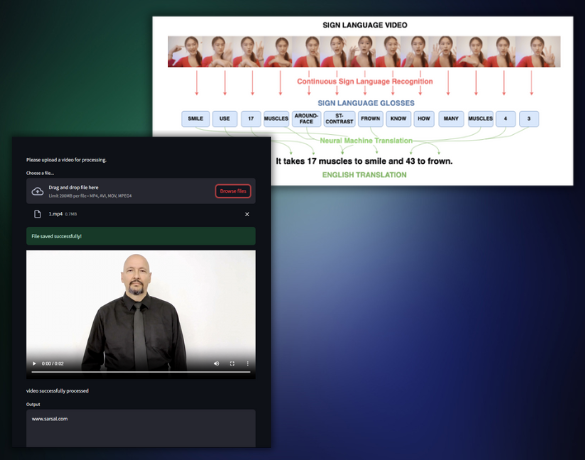 SIGN LANGUAGE VIDEO
Continuous Sign Language Recognition
SIGN LANGUAGE GLOSSES
SMILE USE 17 MUSCLES AROUND-FACE ST-CONTRAST FROWN KNOW HOW MANY MUSCLES 4 3
Neural Machine Translation
It takes 17 muscles to smile and 43 to frown.
ENGLISH TRANSLATION
Please upload a video for processing.
Choose a file...
Drag and drop file here
Limit 200MB per file • MP4, AVI, MOV, MPEG4
Browse files
1.mp4 0.1MB
File saved successfully!
0:00 / 0:02
video successfully processed
Output